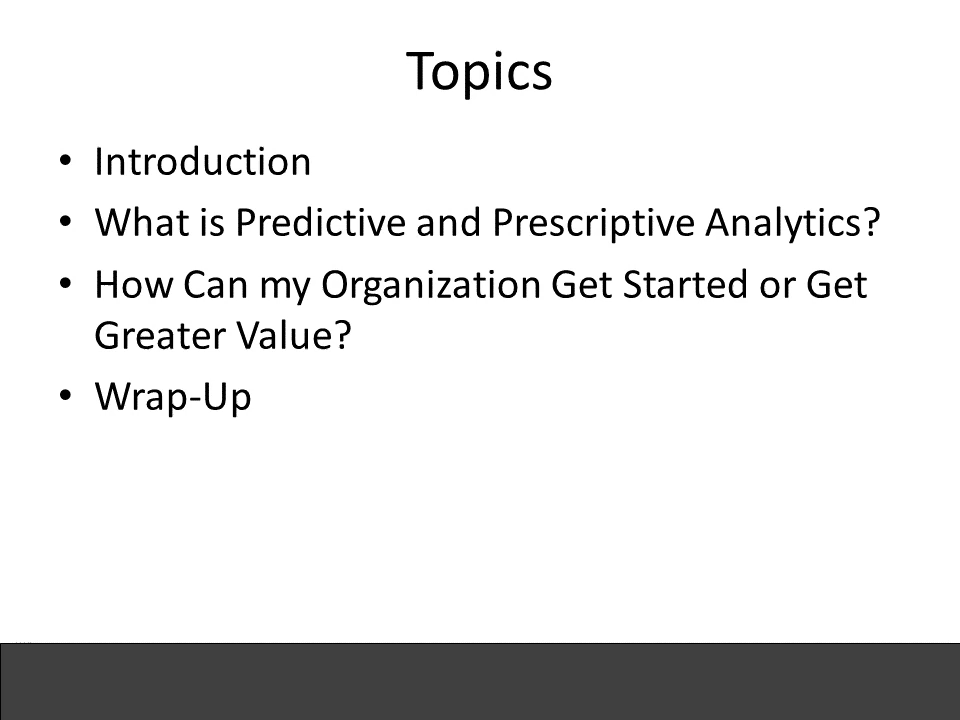 Topics
• Introduction
• What is Predictive and Prescriptive Analytics?
• How Can my Organization Get Started or Get
Greater Value?
• Wrap-Up